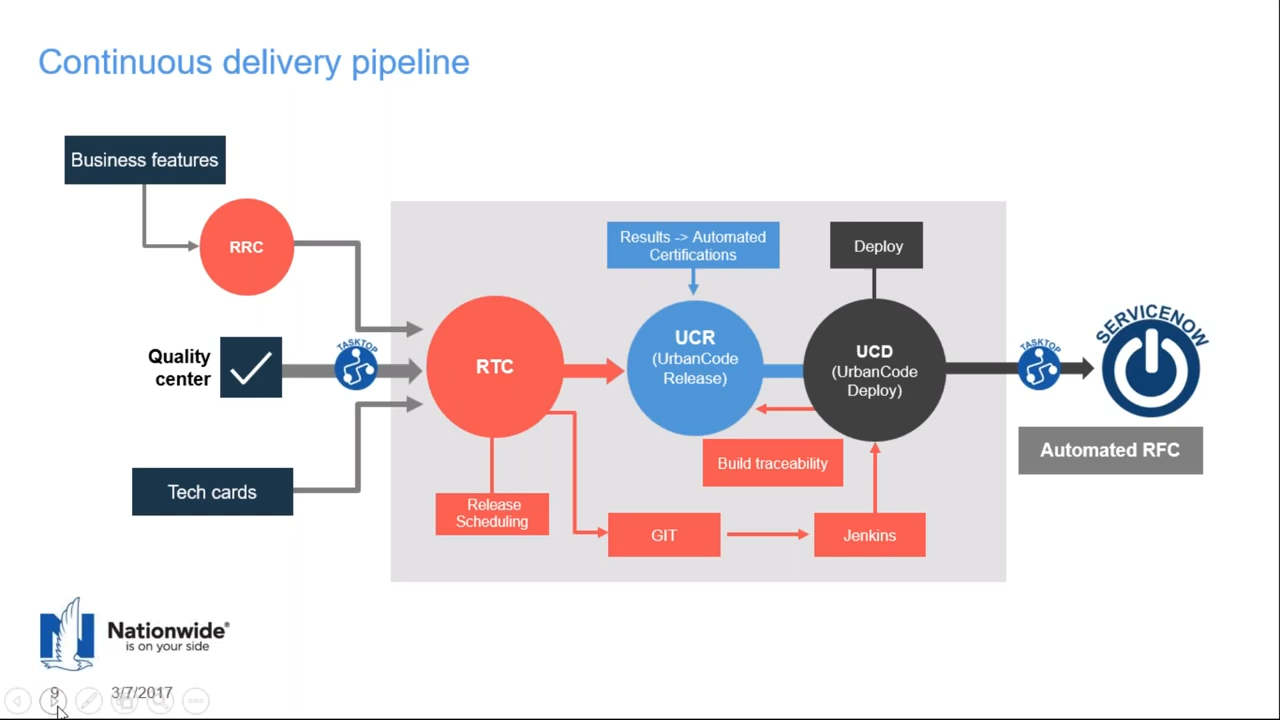 Continuous delivery pipeline
Business features
RRC
Quality
center
TASKTOP
Tech cards
RTC
Release
Scheduling
Results -> Automated
Certifications
UCR
(UrbanCode
Release)
Deploy
UCD
(UrbanCode
Deploy)
Build traceability
GIT
Jenkins
TASKTOP
SERVICENOW
Automated RFC
Nationwide®
is on your side
9
3/7/2017